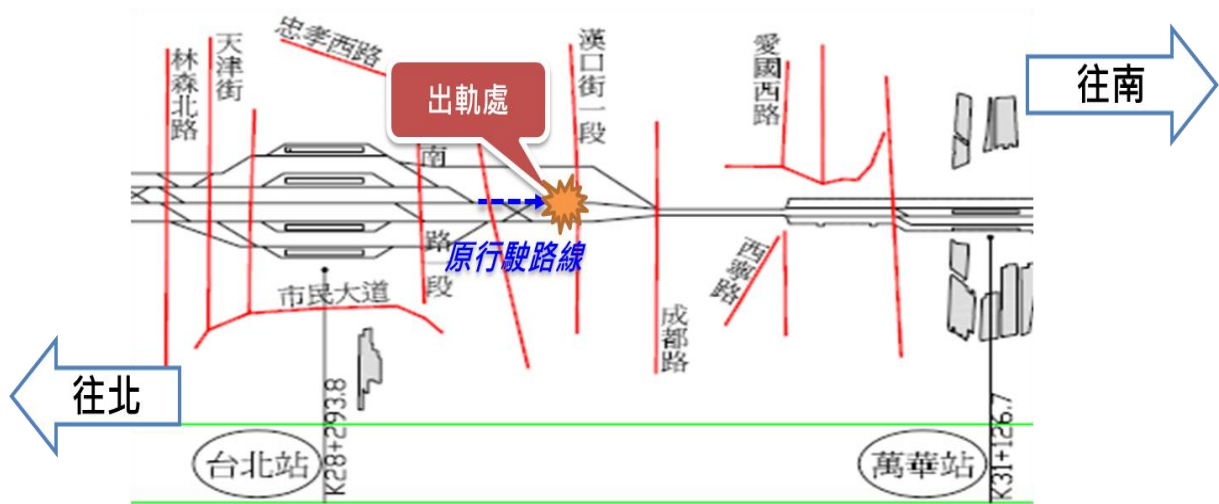 忠孝西路
漢口街一段
愛國西路
往南
天津街
林森北路
出軌處
南
路
一
段
原行駛路線
西寧路
市民大道
成都路
往北
K28+293.8
K31+126.7
台北站
萬華站